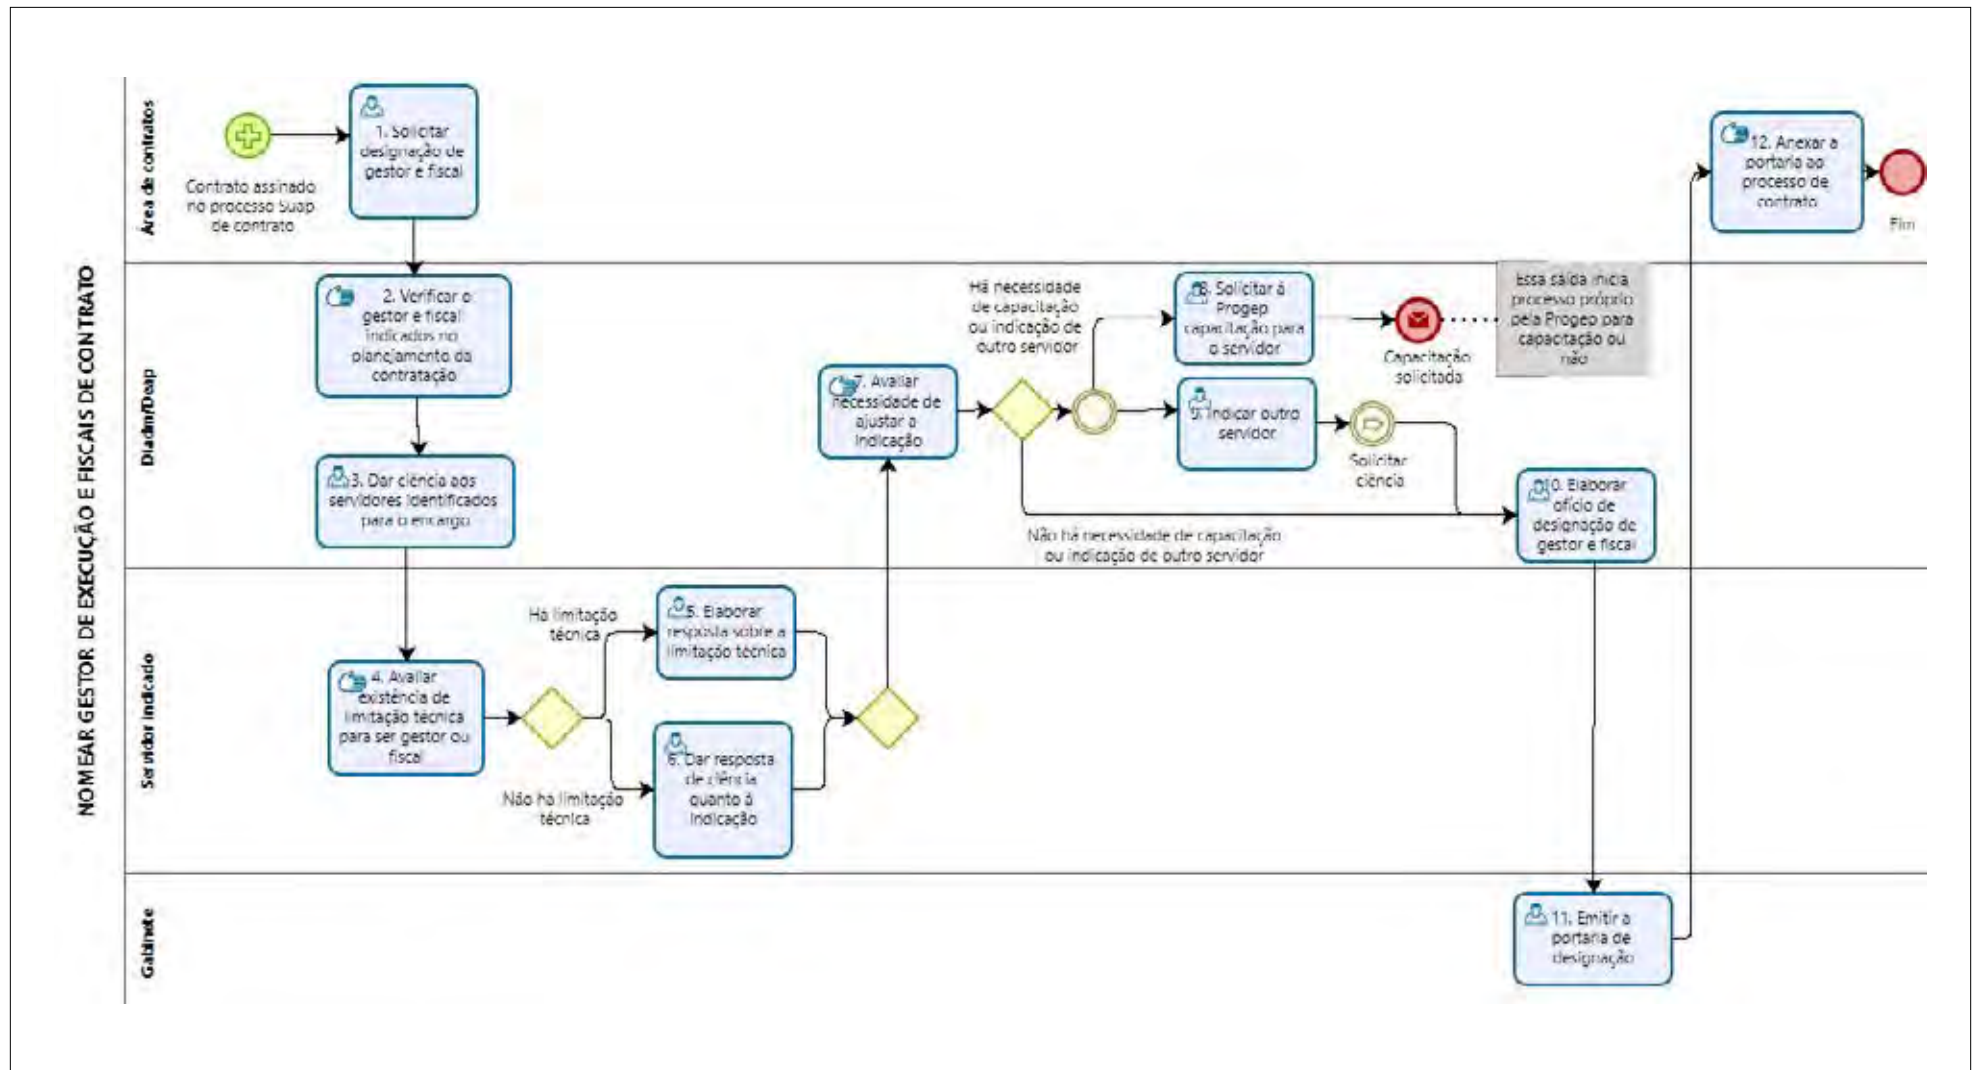 NOMEAR GESTOR DE EXECUÇÃO E FISCAIS DE CONTRATO
Área de contratos
Contrato assinado
no processo Suap
de contrato
1. Solicitar
designação de
gestor e fiscal
12. Anexar a
portaria ao
processo de
contrato
Fim
Diadm/Deap
2. Verificar o
gestor e fiscal
indicados no
planejamento da
contratação
3. Dar ciência aos
servidores identificados
para o encargo
7. Avaliar
necessidade de
ajustar a
indicação
Há necessidade
de capacitação
ou indicação de
outro servidor
8. Solicitar à
Progep
capacitação para
o servidor
Capacitação
solicitada
Essa saída inicia
processo próprio
pela Progep para
capacitação ou
não
9. Indicar outro
servidor
Solicitar
ciência
Não há necessidade de capacitação
ou indicação de outro servidor
10. Elaborar
ofício de
designação de
gestor e fiscal
Servidor indicado
4. Avaliar
existência de
limitação técnica
para ser gestor ou
fiscal
Há limitação
técnica
Não há limitação
técnica
5. Elaborar
resposta sobre a
limitação técnica
6. Dar resposta
de ciência
quanto à
indicação
Gabinete
11. Emitir a
portaria de
designação